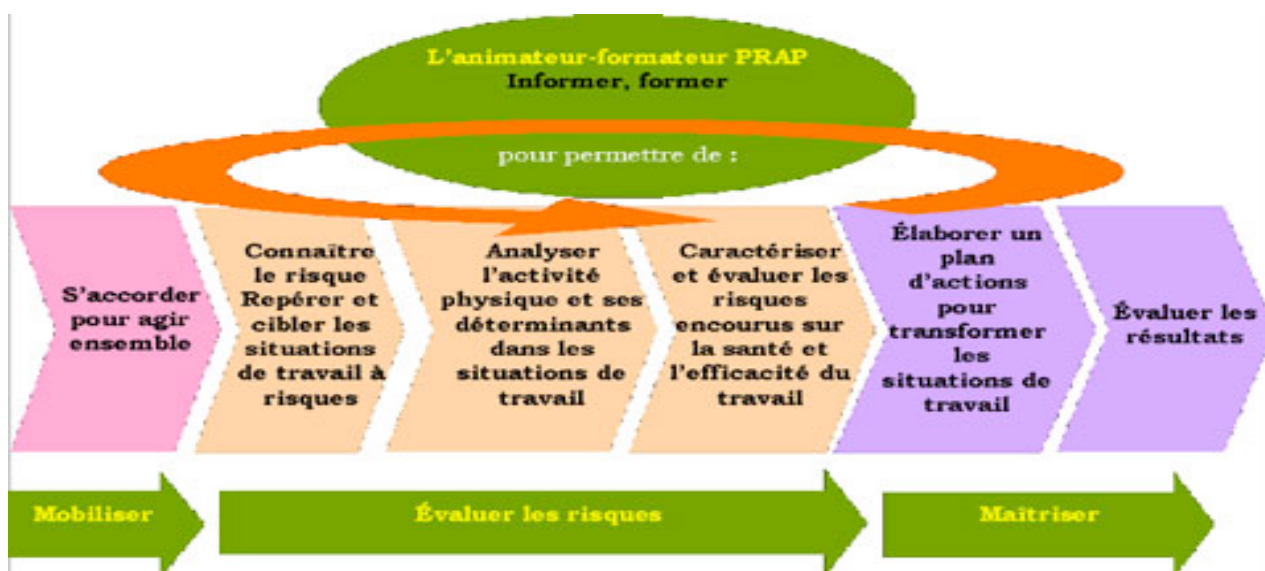 L'animateur-formateur PRAP
Informer, former
pour permettre de :
S'accorder
pour agir
ensemble
Connaître
le risque
Repérer et
cibler les
situations
de travail à
risques
Analyser
l'activité
physique et ses
déterminants
dans les
situations de
travail
Caractériser
et évaluer les
risques
encourus sur
la santé et
l'efficacité du
travail
Élaborer un
plan
d'actions
pour
transformer
les
situations de
travail
Évaluer les
résultats
Mobiliser
Évaluer les risques
Maîtriser